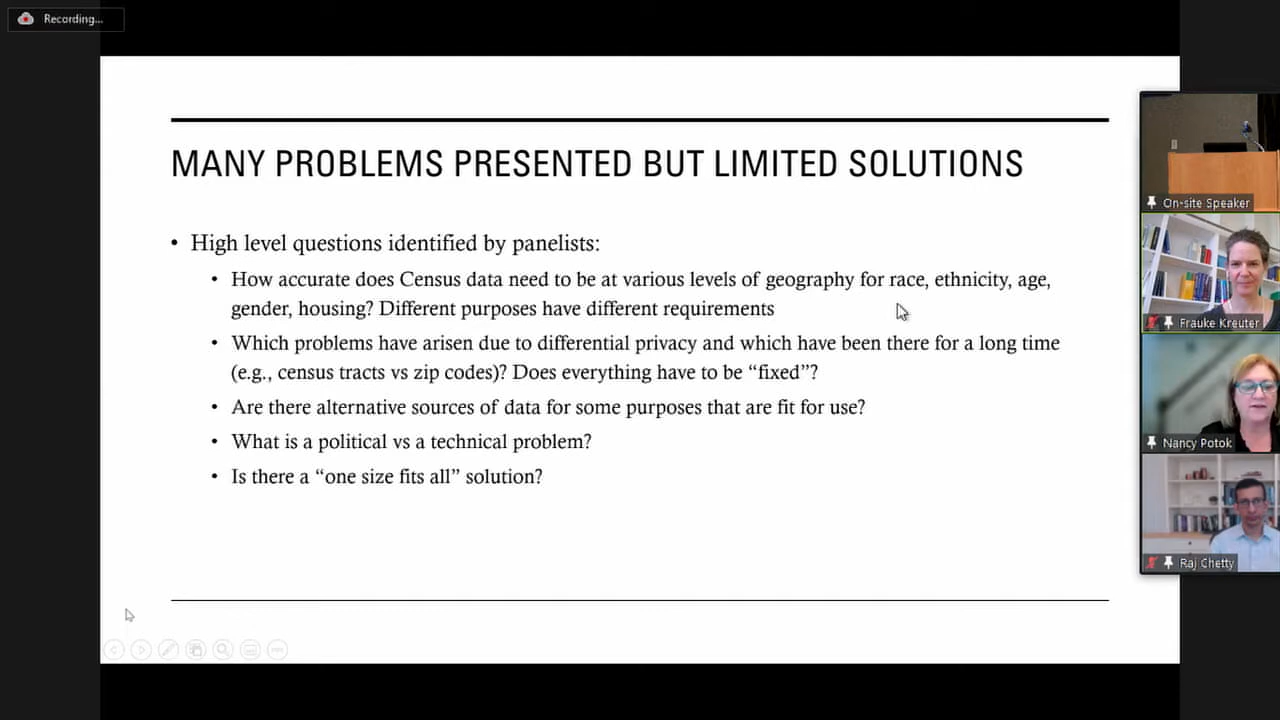 Recording...
MANY PROBLEMS PRESENTED BUT LIMITED SOLUTIONS
• High level questions identified by panelists:
• How accurate does Census data need to be at various levels of geography for race, ethnicity, age,
gender, housing? Different purposes have different requirements
• Which problems have arisen due to differential privacy and which have been there for a long time
(e.g., census tracts vs zip codes)? Does everything have to be “fixed”?
• Are there alternative sources of data for some purposes that are fit for use?
• What is a political vs a technical problem?
• Is there a “one size fits all” solution?
On-site Speaker
Frauke Kreuter
Nancy Potok
Raj Chetty